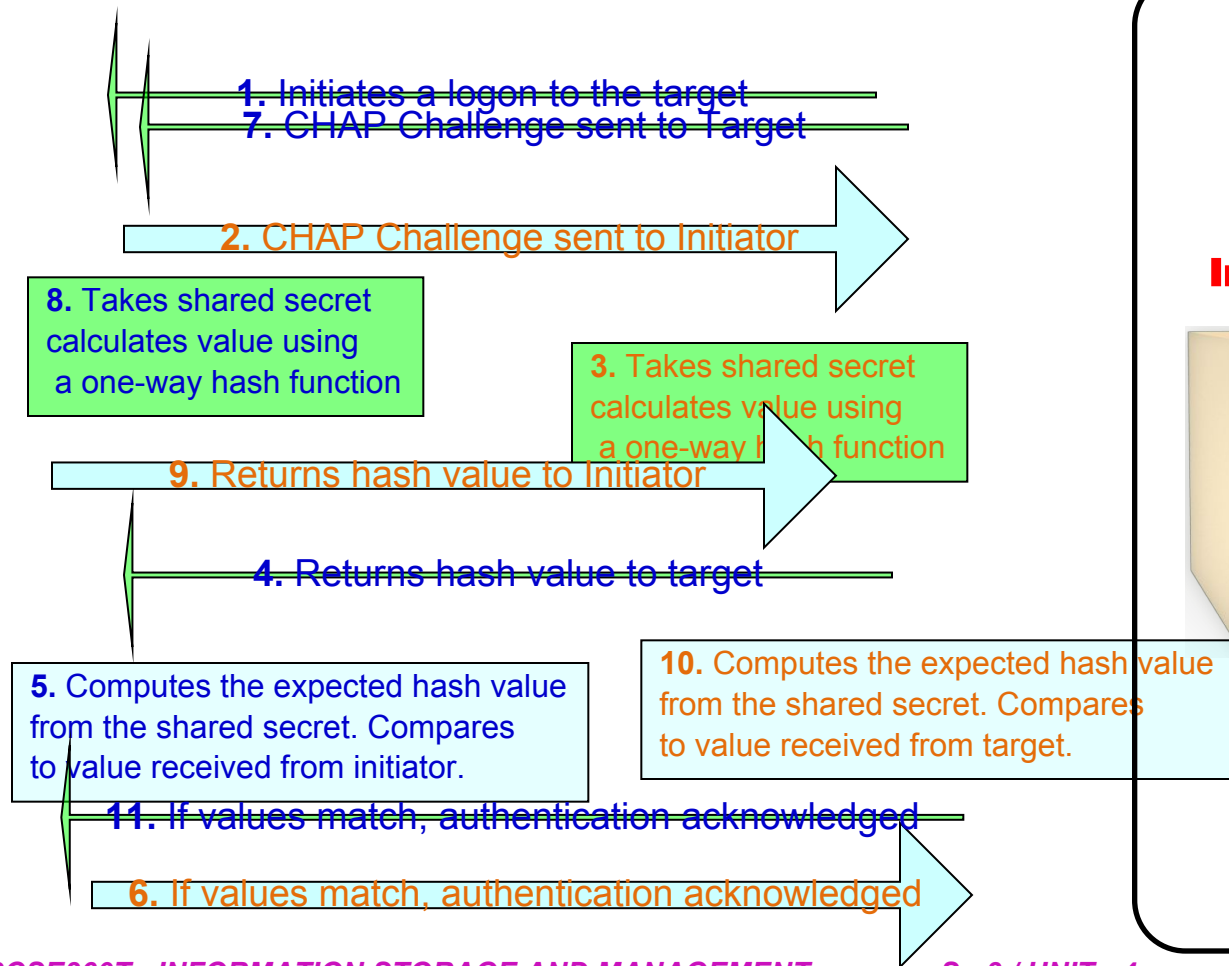 1. Initiates a logon to the target
7. CHAP Challenge sent to Target
2. CHAP Challenge sent to Initiator
8. Takes shared secret
calculates value using
a one-way hash function
3. Takes shared secret
calculates value using
a one-way hash function
9. Returns hash value to Initiator
4. Returns hash value to target
5. Computes the expected hash value
from the shared secret. Compares
to value received from initiator.
10. Computes the expected hash value
from the shared secret. Compares
to value received from target.
11. If values match, authentication acknowledged
6. If values match, authentication acknowledged
INFORMATION STORAGE AND MANAGEMENT